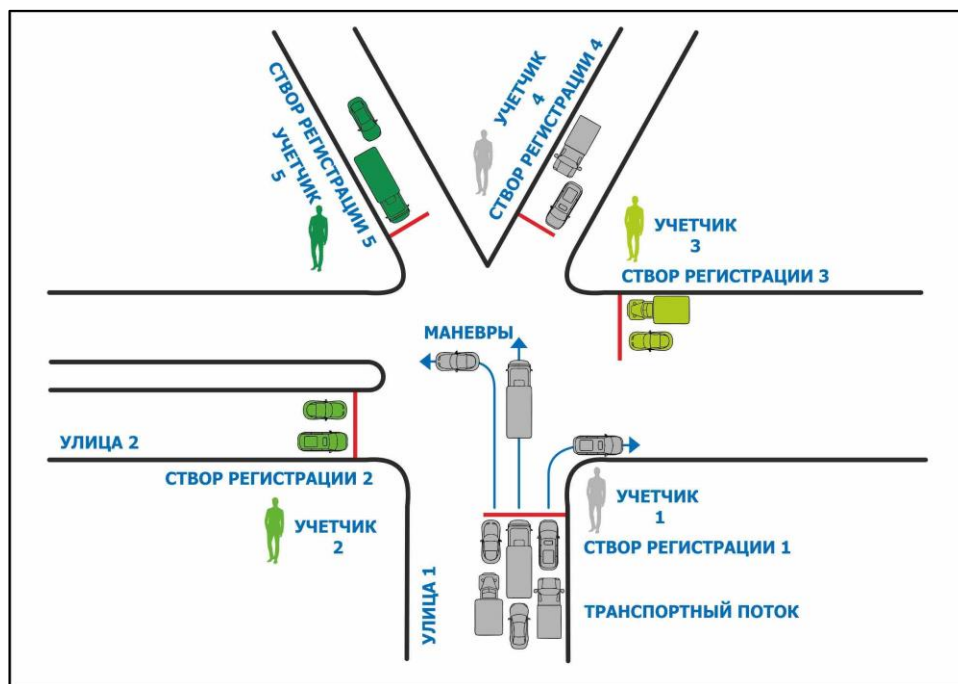 СТВОР РЕГИСТРАЦИИ 5
УЧЕТЧИК
5
УЧЕТЧИК
4
СТВОР РЕГИСТРАЦИИ 4
УЧЕТЧИК
3
СТВОР РЕГИСТРАЦИИ 3
МАНЕВРЫ
УЛИЦА 2
СТВОР РЕГИСТРАЦИИ 2
УЧЕТЧИК
2
УЧЕТЧИК
1
СТВОР РЕГИСТРАЦИИ 1
УЛИЦА 1
ТРАНСПОРТНЫЙ ПОТОК